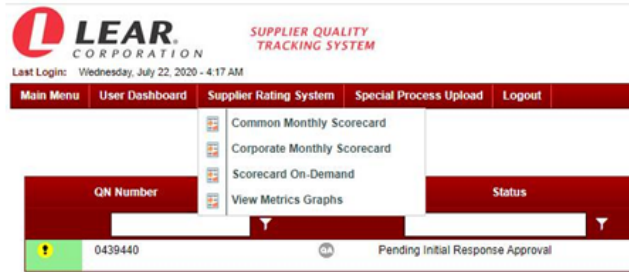 LEAR.
CORPORATION
SUPPLIER QUALITY
TRACKING SYSTEM
Last Login: Wednesday, July 22, 2020 - 4:17 AM
Main Menu User Dashboard Supplier Rating System Special Process Upload Logout
Common Monthly Scorecard
Corporate Monthly Scorecard
Scorecard On-Demand
View Metrics Graphs
QN Number Status
0439440 QA Pending Initial Response Approval